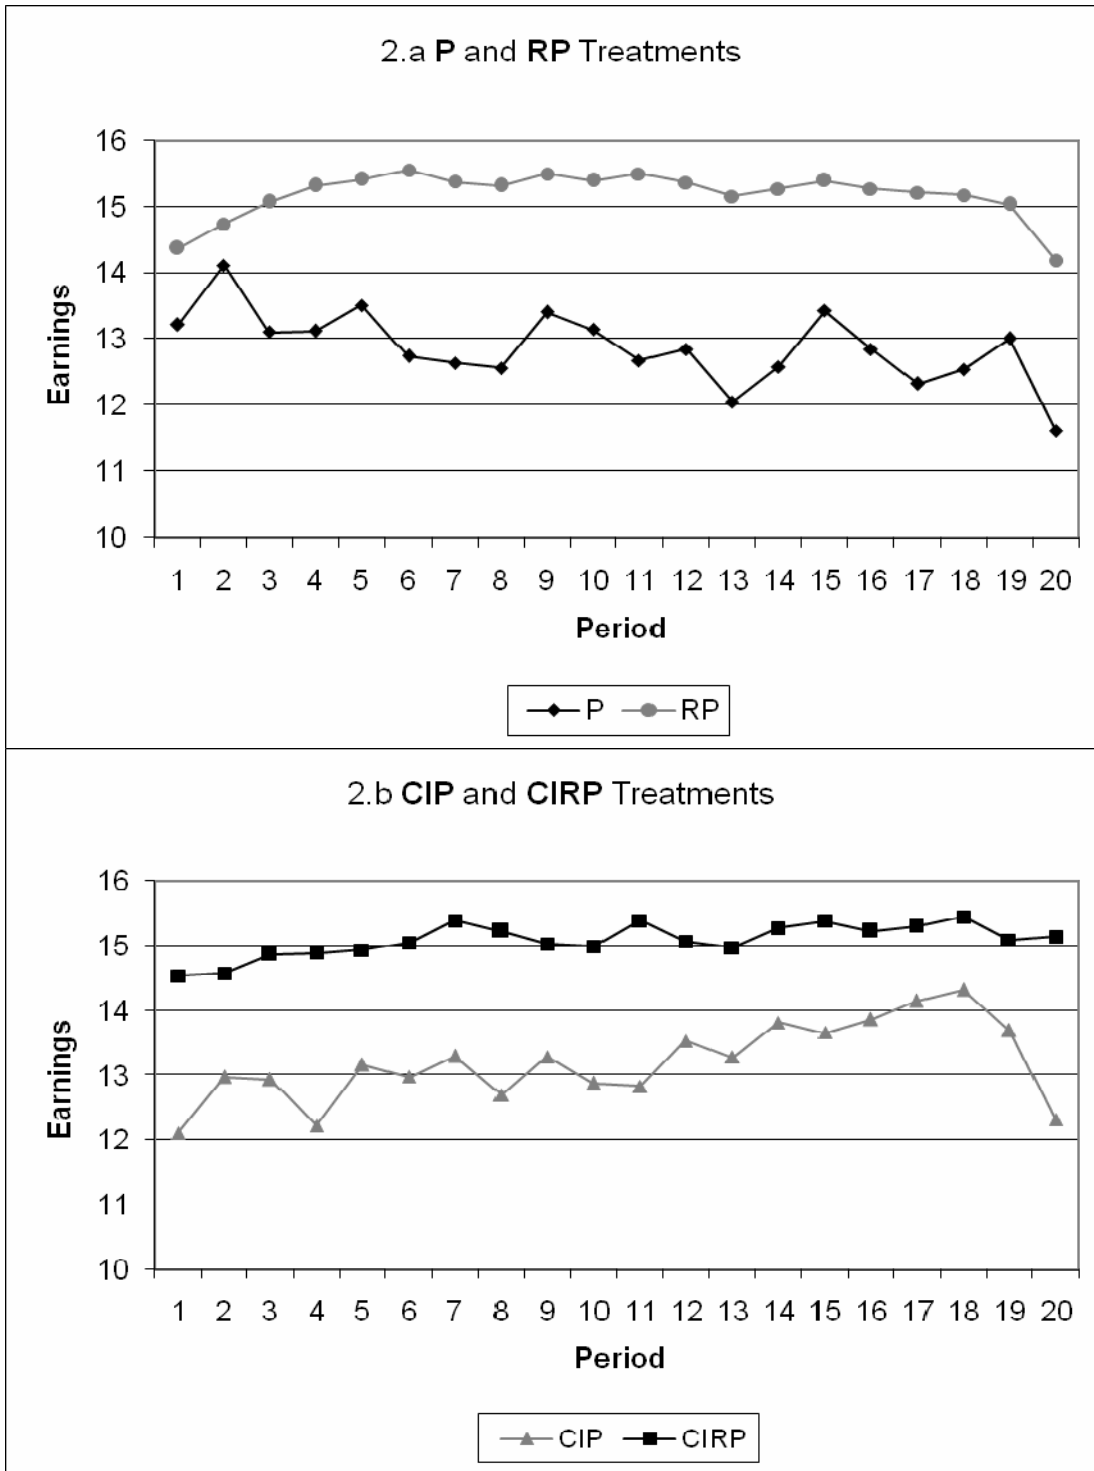 2.a P and RP Treatments
16
15
14
13
12
11
10
Earnings
1 2 3 4 5 6 7 8 9 10 11 12 13 14 15 16 17 18 19 20
Period
P RP
2.b CIP and CIRP Treatments
16
15
14
13
12
11
10
Earnings
1 2 3 4 5 6 7 8 9 10 11 12 13 14 15 16 17 18 19 20
Period
CIP CIRP